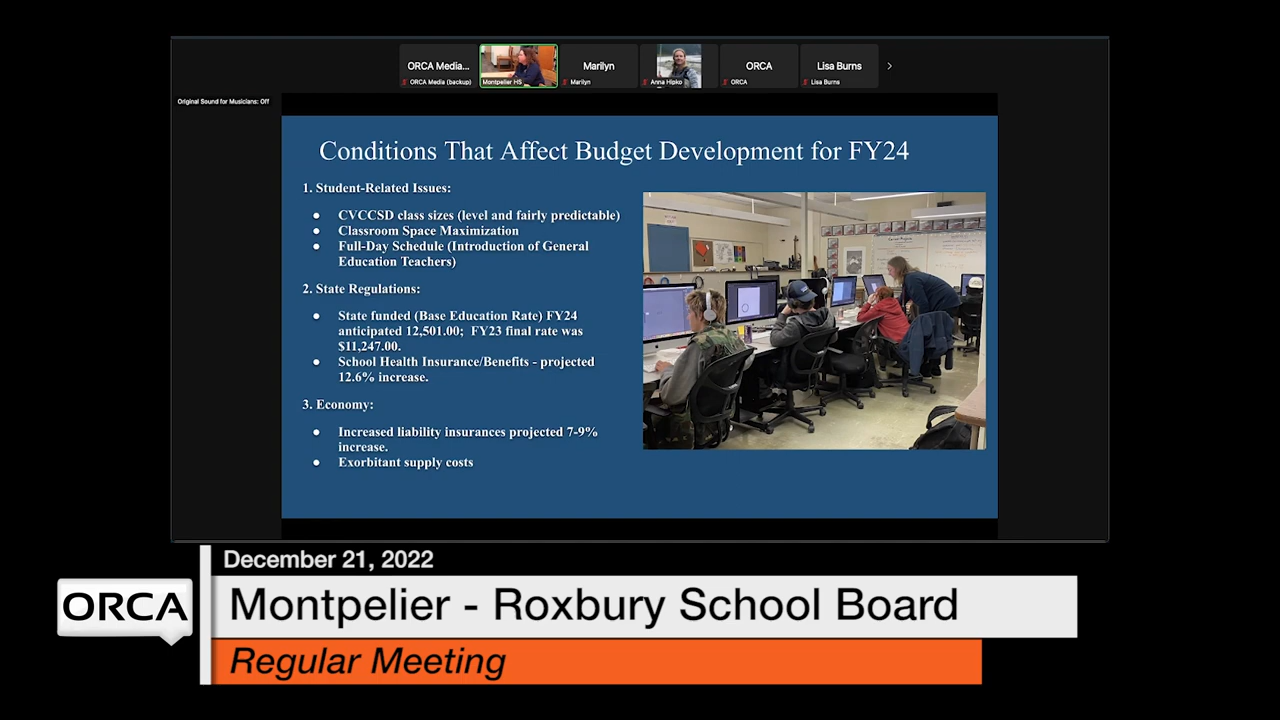 ORCA Media...
ORCA Media (backup)
Montpelier HS
Marilyn
Marilyn
Anna Hipko
ORCA
ORCA
Lisa Burns
Lisa Burns
Original Sound for Musicians: Off
Conditions That Affect Budget Development for FY24
1. Student-Related Issues:
● CVCCSD class sizes (level and fairly predictable)
● Classroom Space Maximization
● Full-Day Schedule (Introduction of General
Education Teachers)
2. State Regulations:
● State funded (Base Education Rate) FY24
anticipated 12,501.00;  FY23 final rate was
$11,247.00.
● School Health Insurance/Benefits - projected
12.6% increase.
3. Economy:
● Increased liability insurances projected 7-9%
increase.
● Exorbitant supply costs
December 21, 2022
ORCA
Montpelier - Roxbury School Board
Regular Meeting